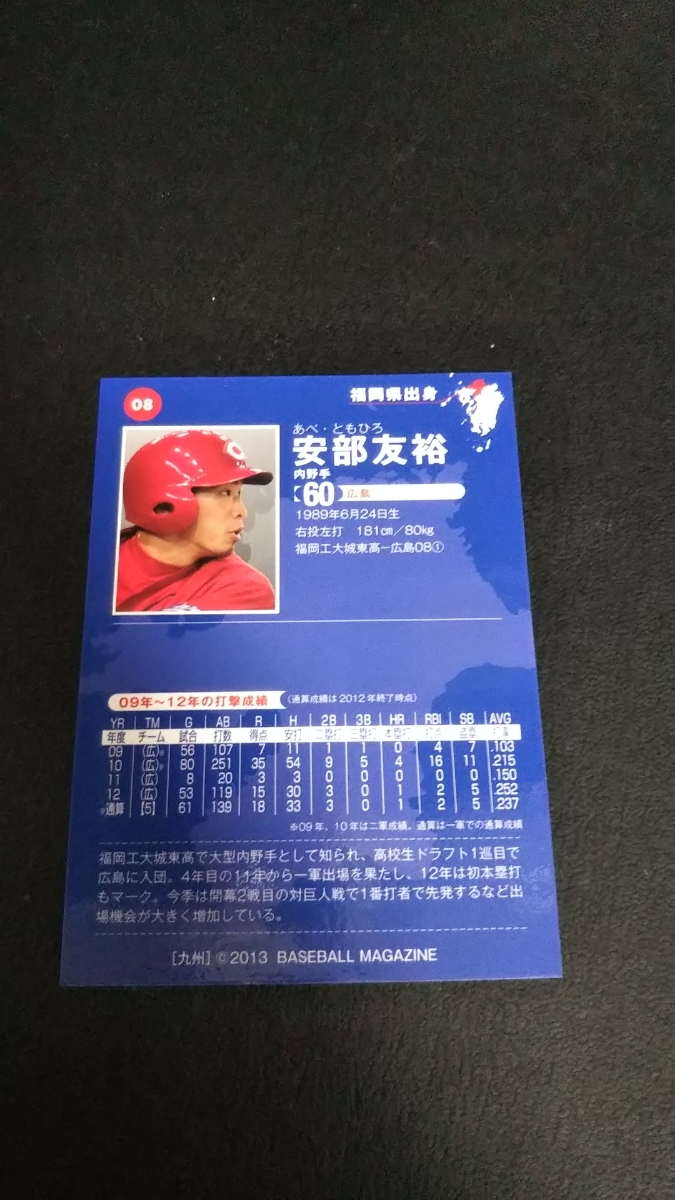 08
福岡県出身
あべ・ともひろ
安部友裕
内野手
60 広島
1989年6月24日生
右投左打 181cm/80kg
福岡工大城東高ー広島08①
09年～12年の打撃成績 (通算成績は2012年終了時点)
YR TM G AB R H 2B 3B HR RBI SB AVG
年度 チーム 試合 打数 得点 安打 二塁打 三塁打 本塁打 打点 盗塁 打率
09 (広)※ 56 107 7 11 1 0 4 7 .103
10 (広)※ 80 251 35 54 9 5 4 16 11 .215
11 (広) 8 20 3 3 0 0 0 0 0 .150
12 (広) 53 119 15 30 3 0 1 2 5 .252
※通算 【5】 61 139 18 33 3 0 1 2 5 .237
※09年、10年は二軍成績。通算は一軍での通算成績
福岡工大城東高で大型内野手として知られ、高校生ドラフト1巡目で
広島に入団。4年目の11年から一軍出場を果たし、12年は初本塁打
もマーク。今季は開幕2戦目の対巨人戦で1番打者で先発するなど出
場機会が大きく増加している。
[九州] ©2013 BASEBALL MAGAZINE